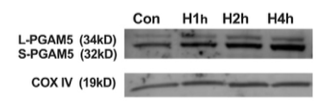 Con H1h H2h H4h
L-PGAM5 (34kD)
S-PGAM5 (32kD)
COX IV (19kD)